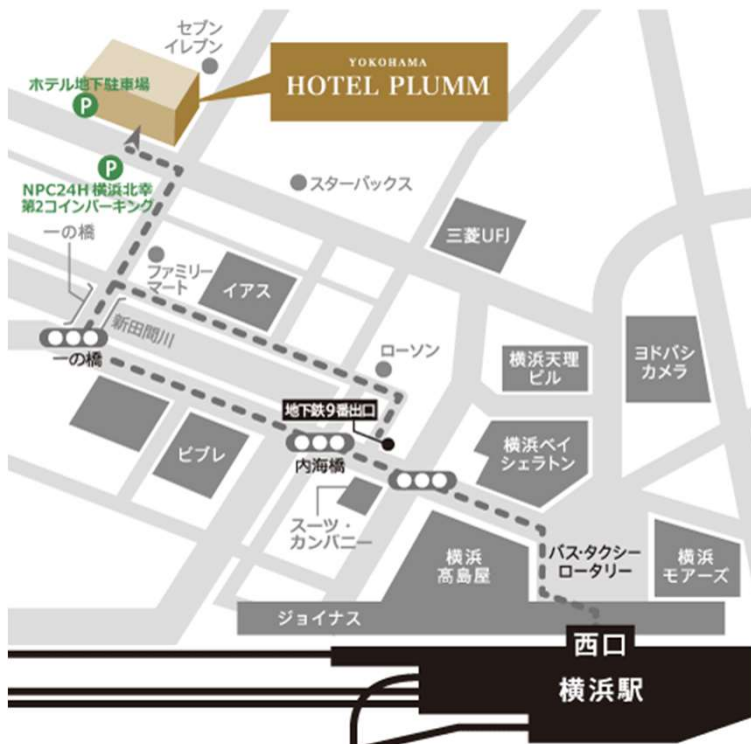 セブン
イレブン
YOKOHAMA
HOTEL PLUMM
ホテル地下駐車場
P
P
NPC24H 横浜北幸
第2コインパーキング
スターバックス
一の橋
ファミリー
マート
イアス
三菱UFJ
新田間川
一の橋
ローソン
横浜天理
ビル
ヨドバシ
カメラ
地下鉄9番出口
ビブレ
内海橋
横浜ベイ
シェラトン
スーツ・
カンパニー
横浜
髙島屋
バス・タクシー
ロータリー
横浜
モアーズ
ジョイナス
西口
横浜駅